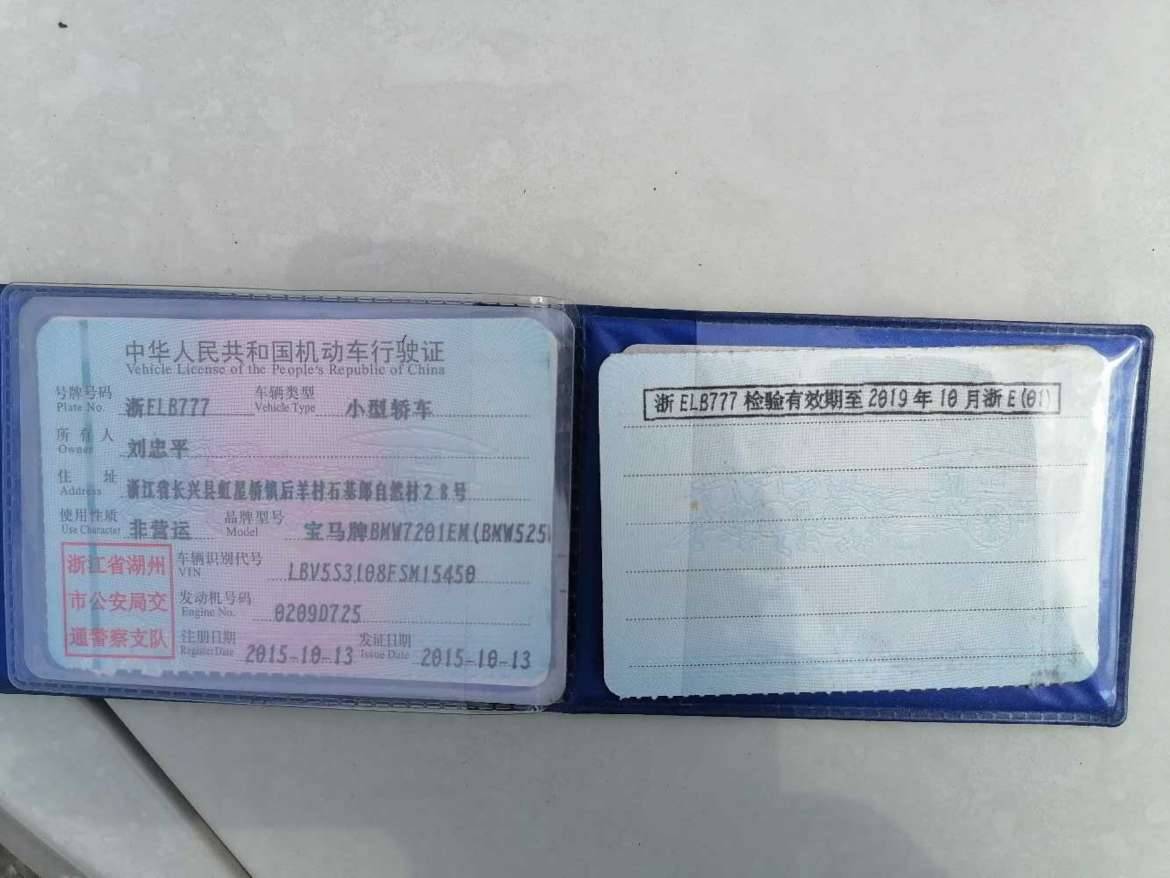 中华人民共和国机动车行驶证
Vehicle License of the People's Republic of China
号牌号码 浙ELB777 车辆类型 小型轿车
Plate No. Vehicle Type
所有人 刘忠平
Owner
住址 浙江省长兴县虹星桥镇后羊村石基郎自然村28号
Address
使用性质 非营运 品牌型号 宝马牌BMW7201EM(BMW525
Use Character Model
车辆识别代号 LBV5S3108FSM15450
VIN
发动机号码 0209D725
Engine No.
注册日期 2015-10-13 发证日期 2015-10-13
Register Date Issue Date
浙江省湖州
市公安局交
通警察支队
浙ELB777 检验有效期至 2019 年 10 月浙E(01)